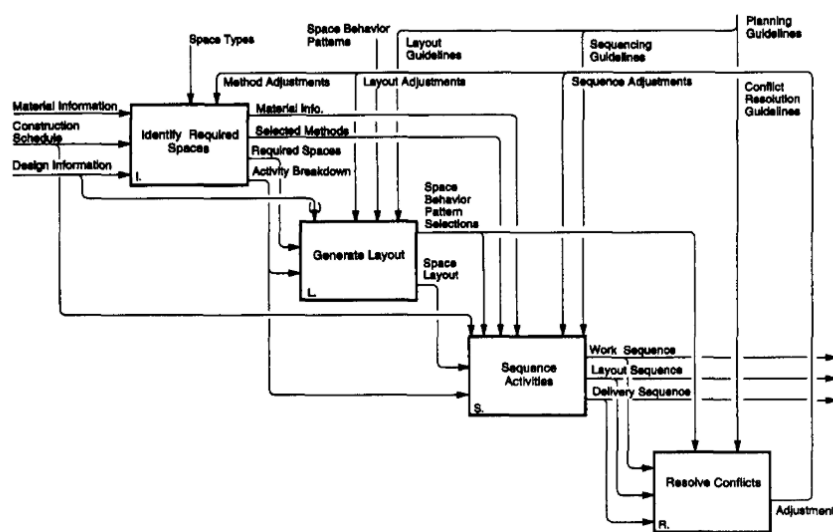 Space Types
Space Behavior
Patterns
Layout
Guidelines
Sequencing
Guidelines
Planning
Guidelines
Method Adjustments
Layout Adjustments
Sequence Adjustments
Conflict
Resolution
Guidelines
Material Information
Construction
Schedule
Design Information
Identify Required
Spaces
I.
Material Info.
Selected Methods
Required Spaces
Activity Breakdown
Generate Layout
L.
Space
Behavior
Pattern
Selections
Space
Layout
Sequence
Activities
S.
Work Sequence
Layout Sequence
Delivery Sequence
Resolve Conflicts
R.
Adjustment